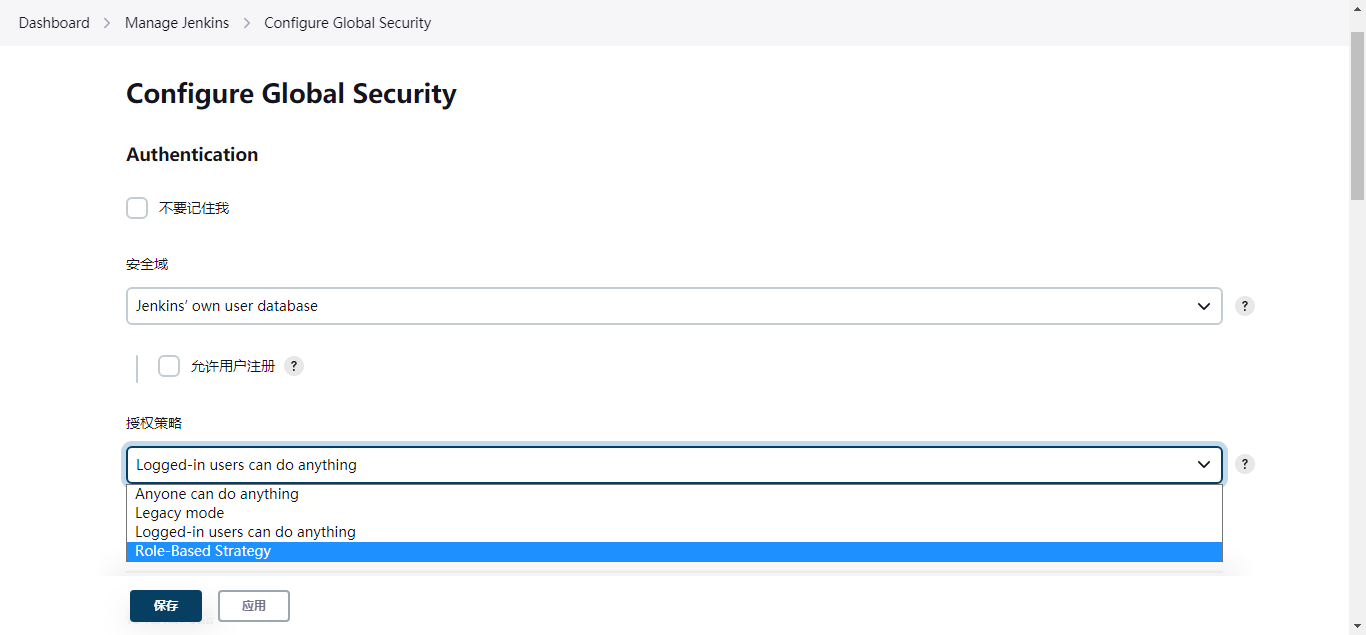 Dashboard > Manage Jenkins > Configure Global Security
Configure Global Security
Authentication
不要记住我
安全域
Jenkins’ own user database ?
允许用户注册 ?
授权策略
Logged-in users can do anything ?
Anyone can do anything
Legacy mode
Logged-in users can do anything
Role-Based Strategy
保存 应用